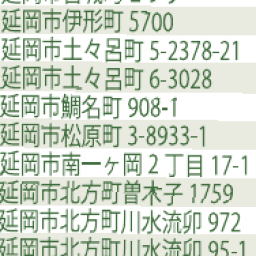 延岡市伊形町 5700
延岡市土々呂町 5-2378-21
延岡市土々呂町 6-3028
延岡市鯛名町 908-1
延岡市松原町 3-8933-1
延岡市南一ヶ岡 2 丁目 17-1
延岡市北方町曽木子 1759
延岡市北方町川水流卯 972
延岡市北方町川水流卯 95-1